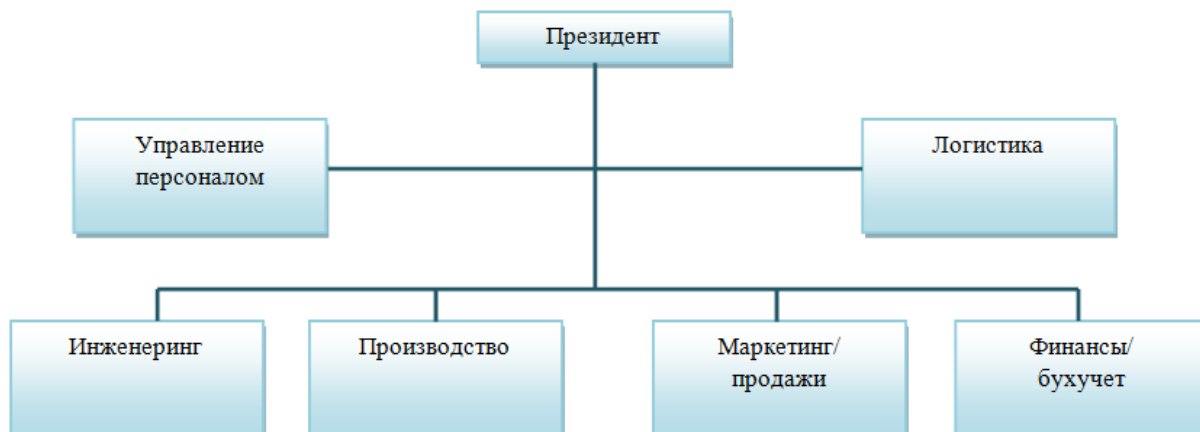 Президент
Управление
персоналом
Логистика
Инженеринг
Производство
Маркетинг/
продажи
Финансы/
бухучет